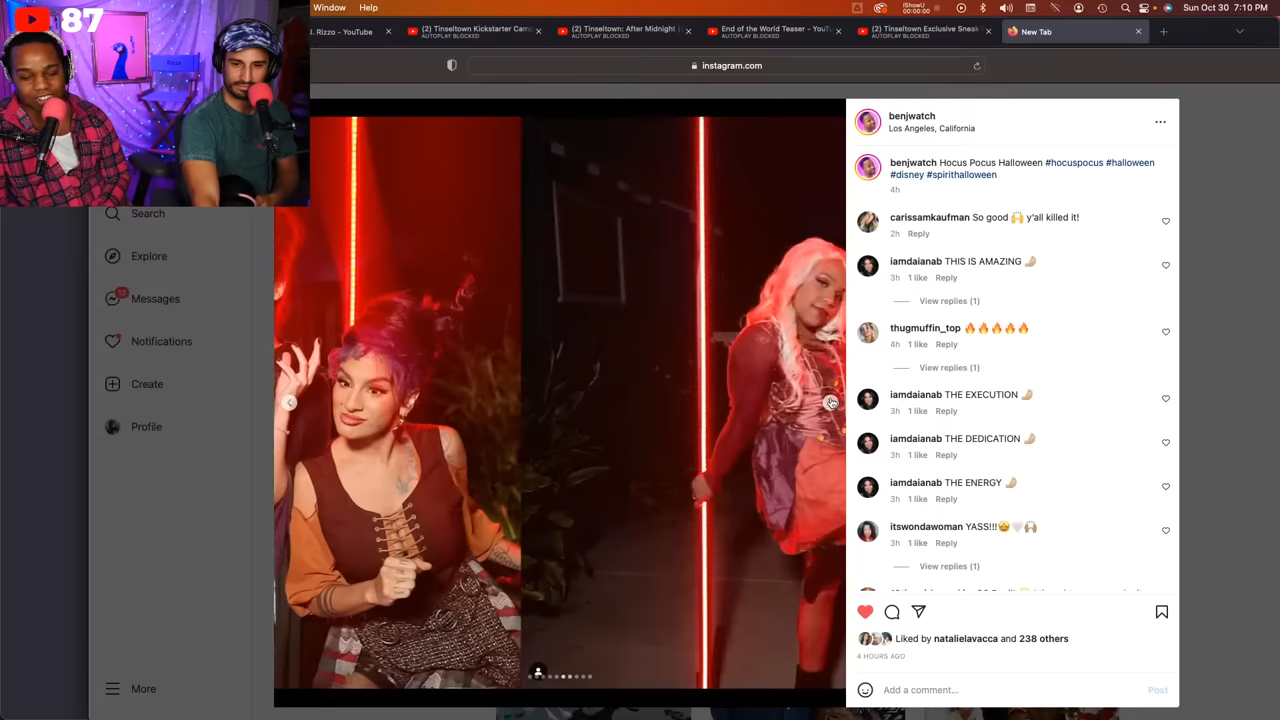 87
Window Help
Sun Oct 30 7:10 PM
J. Rizzo - YouTube
(2) Tinseltown Kickstarter Cam
AUTOPLAY BLOCKED
(2) Tinseltown: After Midnight
AUTOPLAY BLOCKED
End of the World Teaser - YouTu
AUTOPLAY BLOCKED
(2) Tinseltown Exclusive Sneak
AUTOPLAY BLOCKED
New Tab
instagram.com
Rizzo
Search
Explore
Messages
Notifications
Create
Profile
More
benjwatch
Los Angeles, California
benjwatch Hocus Pocus Halloween #hocuspocus #halloween
#disney #spirithalloween
4h
carissamkaufman So good 🙌 y'all killed it!
2h Reply
iamdaianab THIS IS AMAZING 🤌🏼
3h 1 like Reply
View replies (1)
thugmuffin_top 🔥🔥🔥🔥🔥
4h 1 like Reply
View replies (1)
iamdaianab THE EXECUTION 🤌🏼
3h 1 like Reply
iamdaianab THE DEDICATION 🤌🏼
3h 1 like Reply
iamdaianab THE ENERGY 🤌🏼
3h 1 like Reply
itswondawoman YASS!!!🤩🤍🙌🏽
3h 1 like Reply
View replies (1)
Liked by natalielavacca and 238 others
4 HOURS AGO
Add a comment...
Post